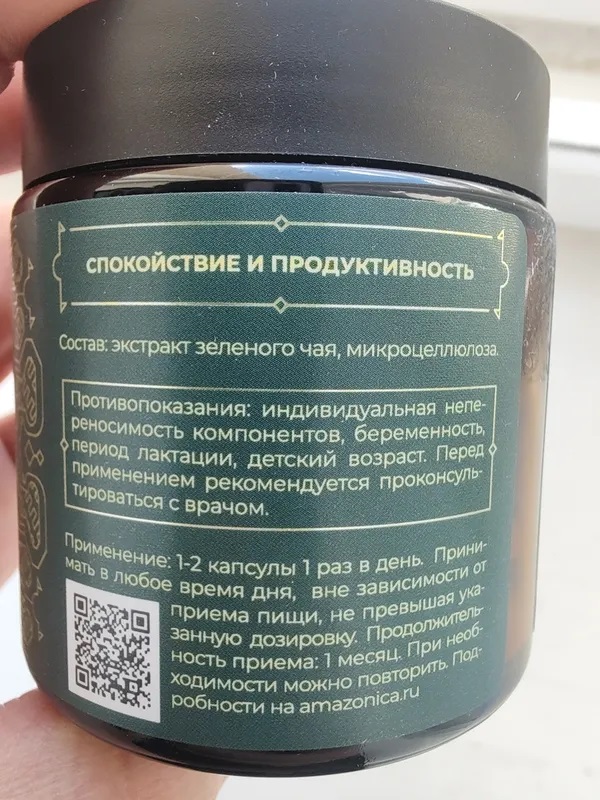 СПОКОЙСТВИЕ И ПРОДУКТИВНОСТЬ
Состав: экстракт зеленого чая, микроцеллюлоза.
Противопоказания: индивидуальная непе-
реносимость компонентов, беременность,
период лактации, детский возраст. Перед
применением рекомендуется проконсуль-
тироваться с врачом.
Применение: 1-2 капсулы 1 раз в день. Прини-
мать в любое время дня, вне зависимости от
приема пищи, не превышая ука-
занную дозировку. Продолжитель-
ность приема: 1 месяц. При необ-
ходимости можно повторить. Под-
робности на amazonica.ru